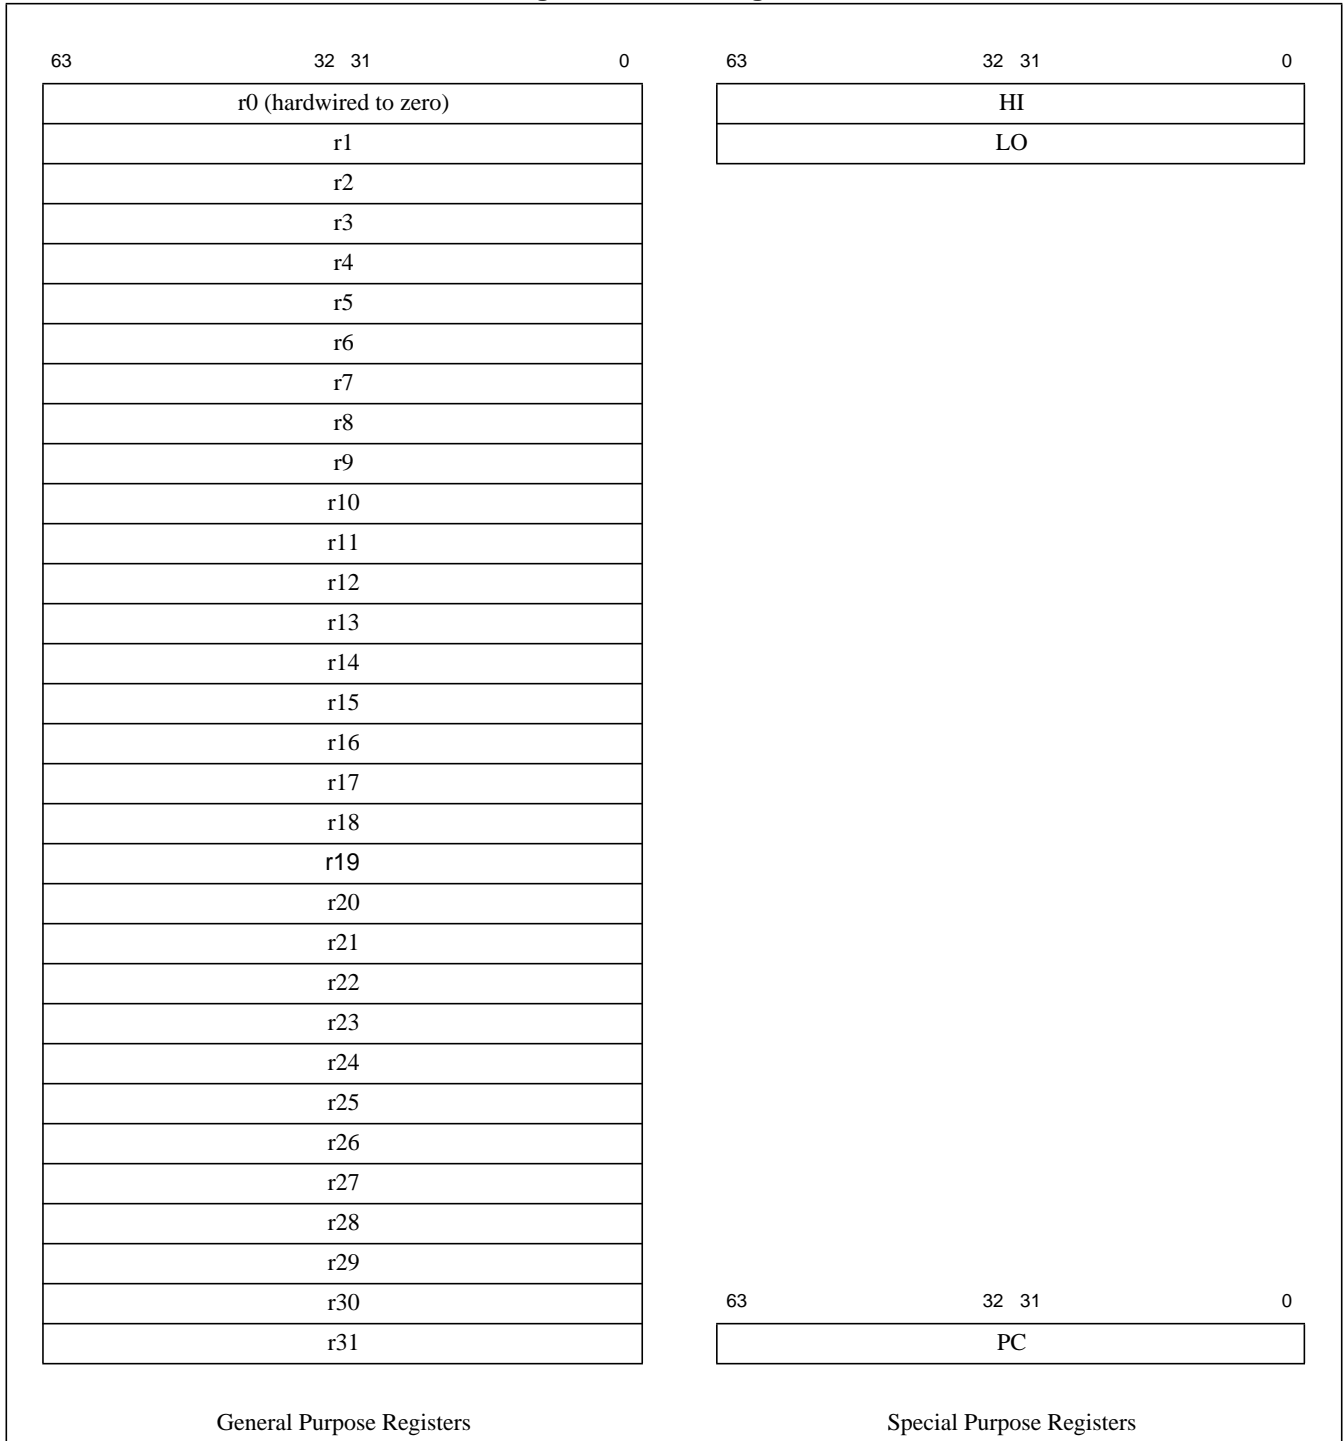 63 32 31 0
r0 (hardwired to zero)
r1
r2
r3
r4
r5
r6
r7
r8
r9
r10
r11
r12
r13
r14
r15
r16
r17
r18
r19
r20
r21
r22
r23
r24
r25
r26
r27
r28
r29
r30
r31
General Purpose Registers
63 32 31 0
HI
LO
63 32 31 0
PC
Special Purpose Registers